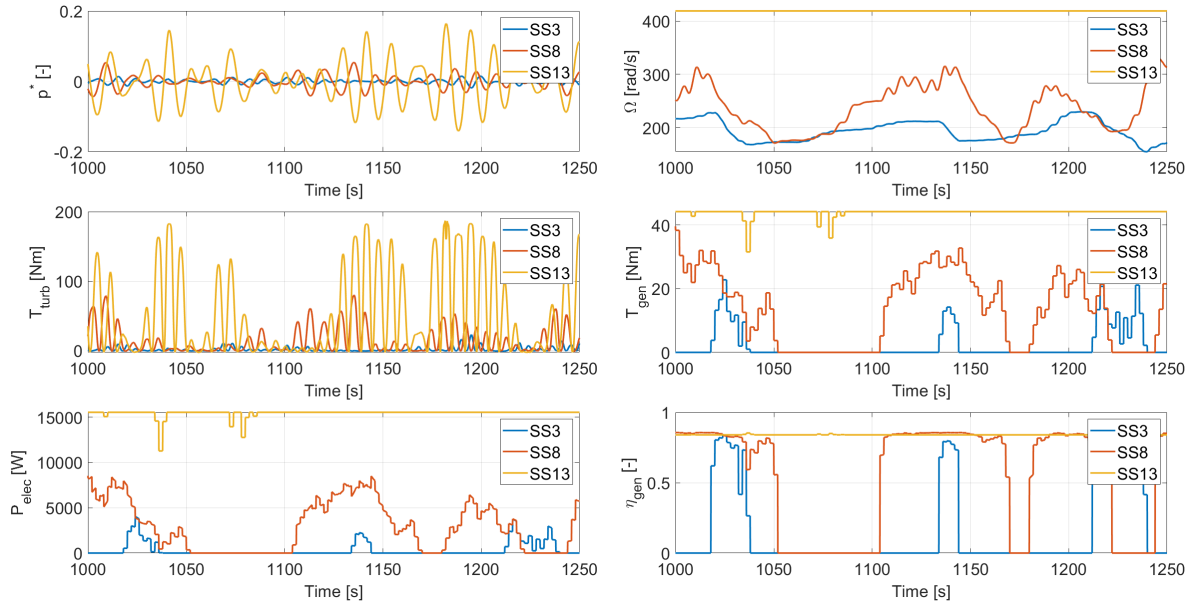 0.2
0
-0.2
p* [-]
1000 1050 1100 1150 1200 1250
Time [s]
SS3
SS8
SS13
400
300
200
Ω [rad/s]
1000 1050 1100 1150 1200 1250
Time [s]
SS3
SS8
SS13
200
100
0
T_turb [Nm]
1000 1050 1100 1150 1200 1250
Time [s]
SS3
SS8
SS13
40
20
0
T_gen [Nm]
1000 1050 1100 1150 1200 1250
Time [s]
SS3
SS8
SS13
15000
10000
5000
0
P_elec [W]
1000 1050 1100 1150 1200 1250
Time [s]
SS3
SS8
SS13
1
0.5
0
η_gen [-]
1000 1050 1100 1150 1200 1250
Time [s]
SS3
SS8
SS13